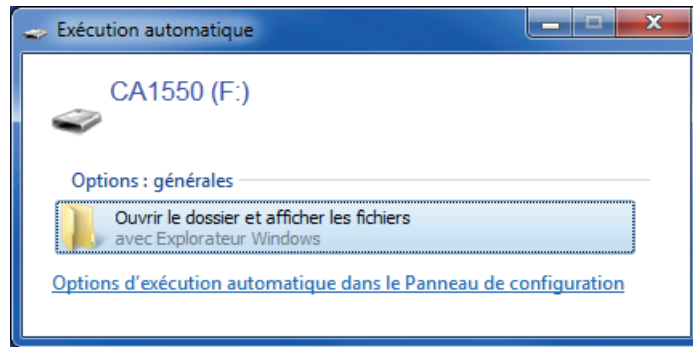 Exécution automatique
CA1550 (F:)
Options : générales
Ouvrir le dossier et afficher les fichiers
avec Explorateur Windows
Options d'exécution automatique dans le Panneau de configuration